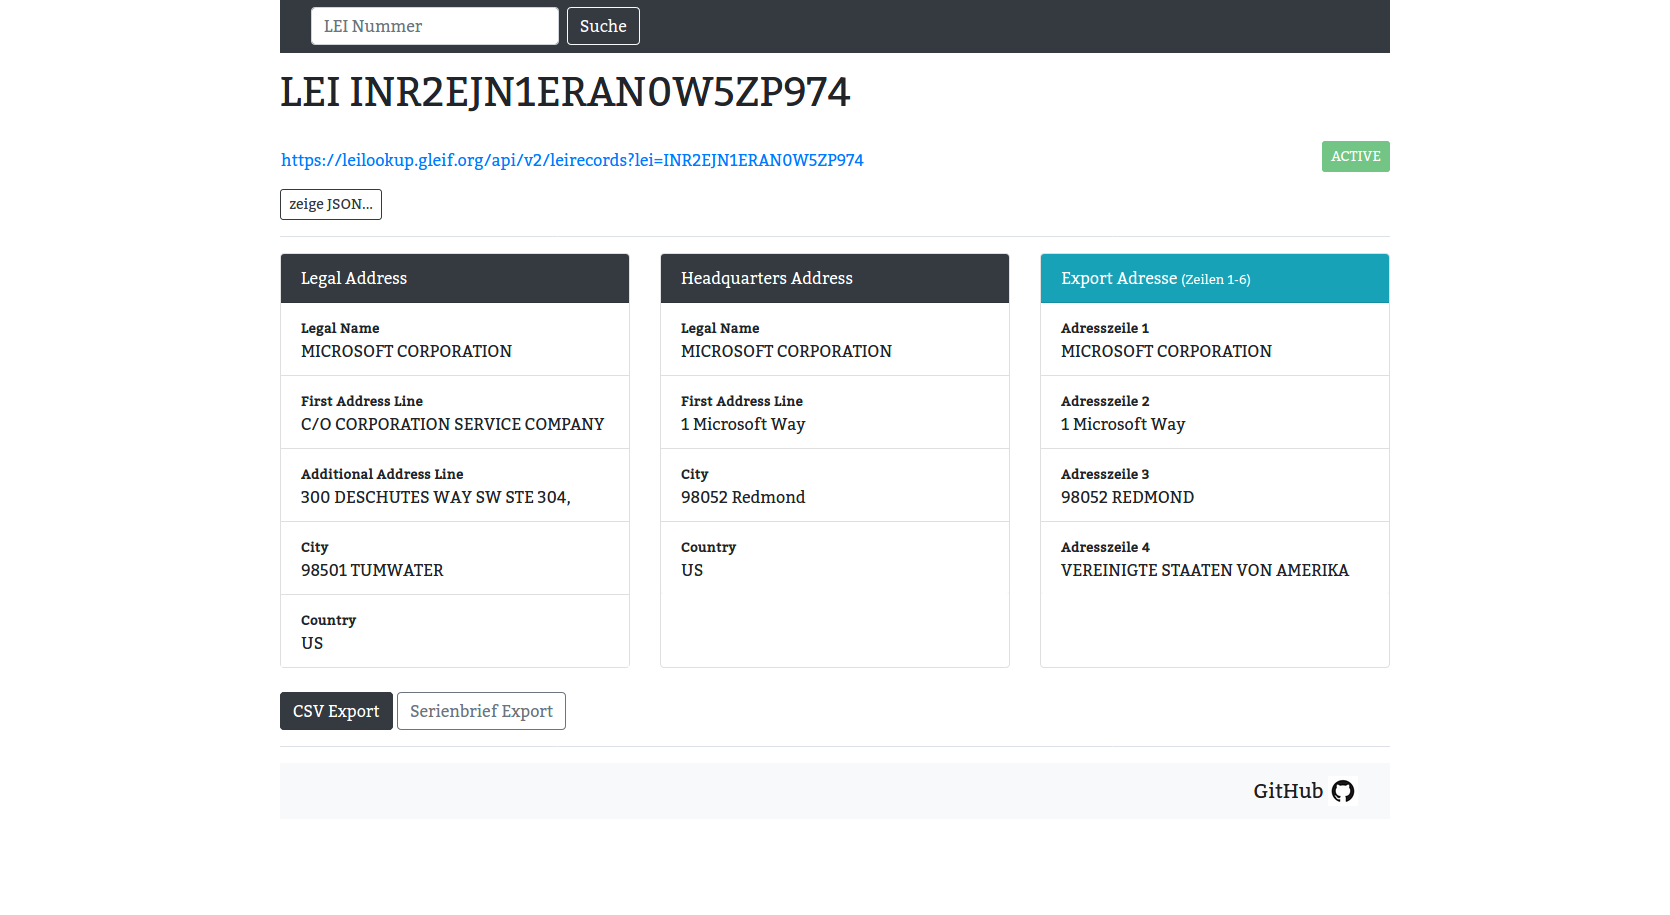 LEI Nummer
Suche
LEI INR2EJN1ERAN0W5ZP974
https://leilookup.gleif.org/api/v2/leirecords?lei=INR2EJN1ERAN0W5ZP974
ACTIVE
zeige JSON...
Legal Address
Legal Name
MICROSOFT CORPORATION
First Address Line
C/O CORPORATION SERVICE COMPANY
Additional Address Line
300 DESCHUTES WAY SW STE 304,
City
98501 TUMWATER
Country
US
Headquarters Address
Legal Name
MICROSOFT CORPORATION
First Address Line
1 Microsoft Way
City
98052 Redmond
Country
US
Export Adresse (Zeilen 1-6)
Adresszeile 1
MICROSOFT CORPORATION
Adresszeile 2
1 Microsoft Way
Adresszeile 3
98052 REDMOND
Adresszeile 4
VEREINIGTE STAATEN VON AMERIKA
CSV Export
Serienbrief Export
GitHub